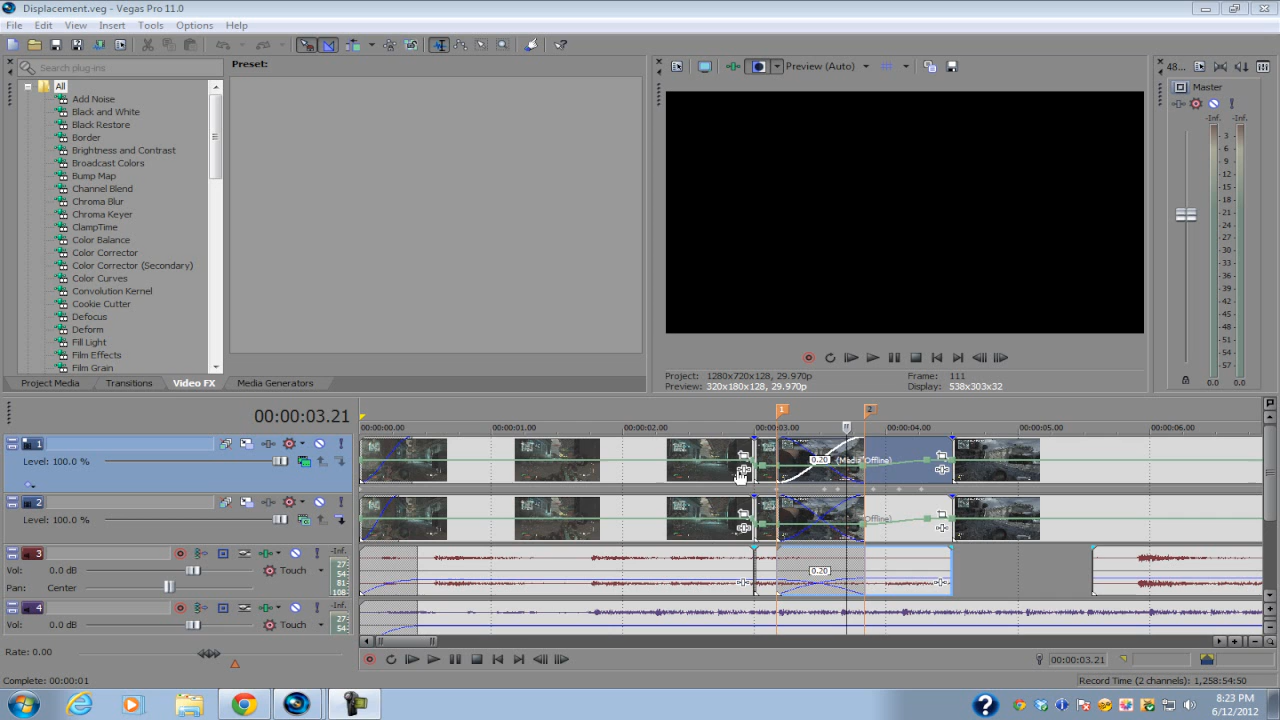 Displacement.veg - Vegas Pro 11.0
File Edit View Insert Tools Options Help
Search plug-ins
Preset:
Preview (Auto)
48...
All
Add Noise
Black and White
Black Restore
Border
Brightness and Contrast
Broadcast Colors
Bump Map
Channel Blend
Chroma Blur
Chroma Keyer
ClampTime
Color Balance
Color Corrector
Color Corrector (Secondary)
Color Curves
Convolution Kernel
Cookie Cutter
Defocus
Deform
Fill Light
Film Effects
Film Grain
Master
-Inf. -Inf.
3
6
9
12
15
18
21
24
27
30
33
36
39
42
45
48
51
54
57
0.0 0.0
Project: 1280x720x128, 29.970p Frame: 111
Preview: 320x180x128, 29.970p Display: 538x303x32
Project Media Transitions Video FX Media Generators
00:00:03.21
1 2
00:00:00.00 00:00:01.00 00:00:02.00 00:00:03.00 00:00:04.00 00:00:05.00 00:00:06.00
1
Level: 100.0 %
0.20 (Media Offline)
2
Level: 100.0 %
Offline)
3 -Inf.
Vol: 0.0 dB Touch
Pan: Center
27
54
81
108
0.20
4 -Inf.
Vol: 0.0 dB Touch
27
54
Rate: 0.00
00:00:03.21
Complete: 00:00:01
Record Time (2 channels): 1,258:54:50
8:23 PM
6/12/2012